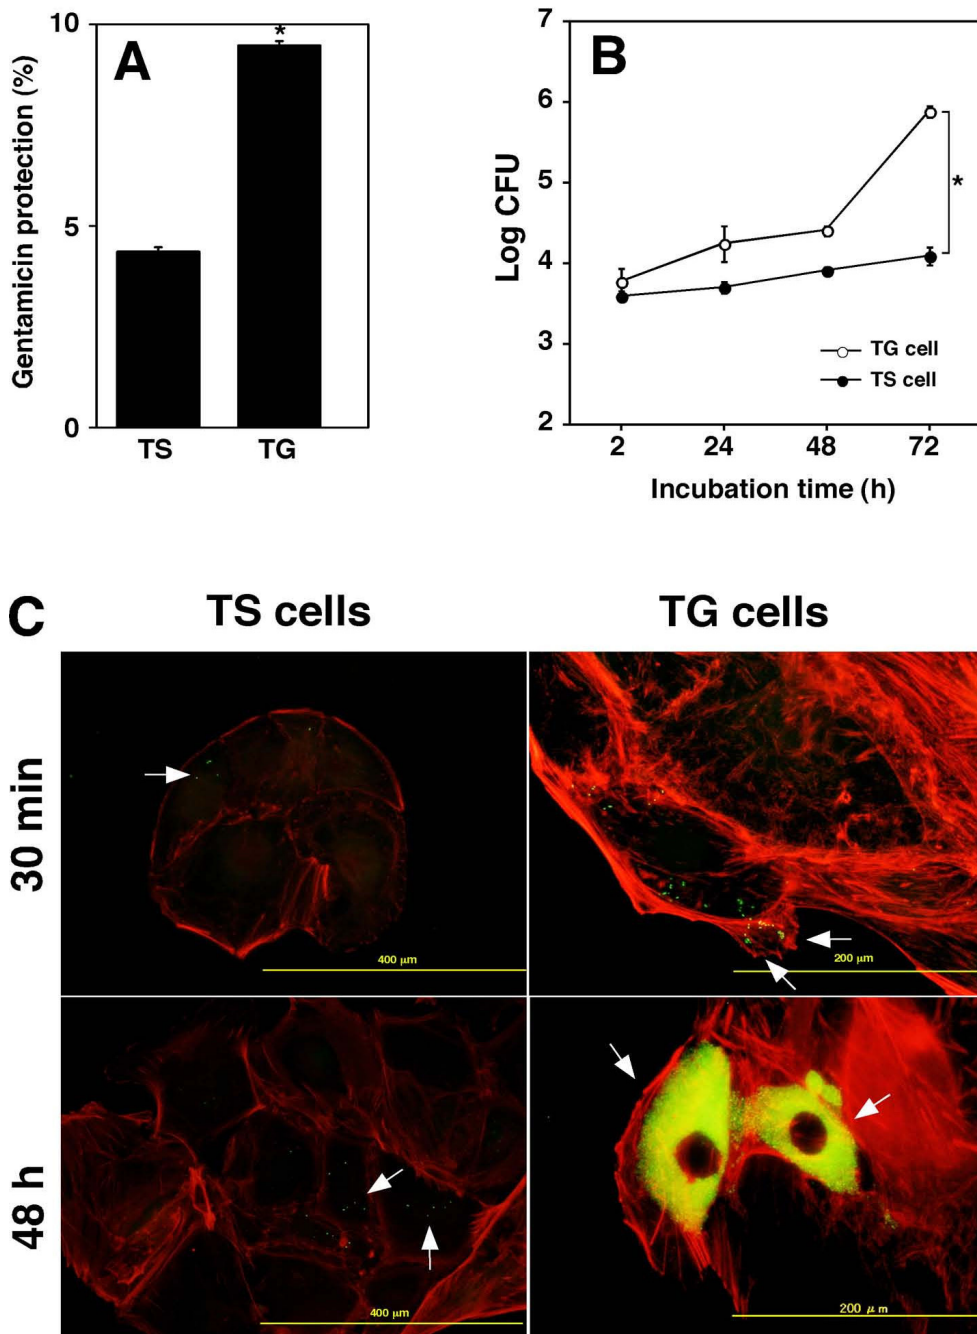 A
Gentamicin protection (%)
10
5
0
*
TS
TG
B
Log CFU
7
6
5
4
3
2
*
TG cell
TS cell
2
24
48
72
Incubation time (h)
C
TS cells
TG cells
30 min
400 μm
200 μm
48 h
400 μm
200 μm